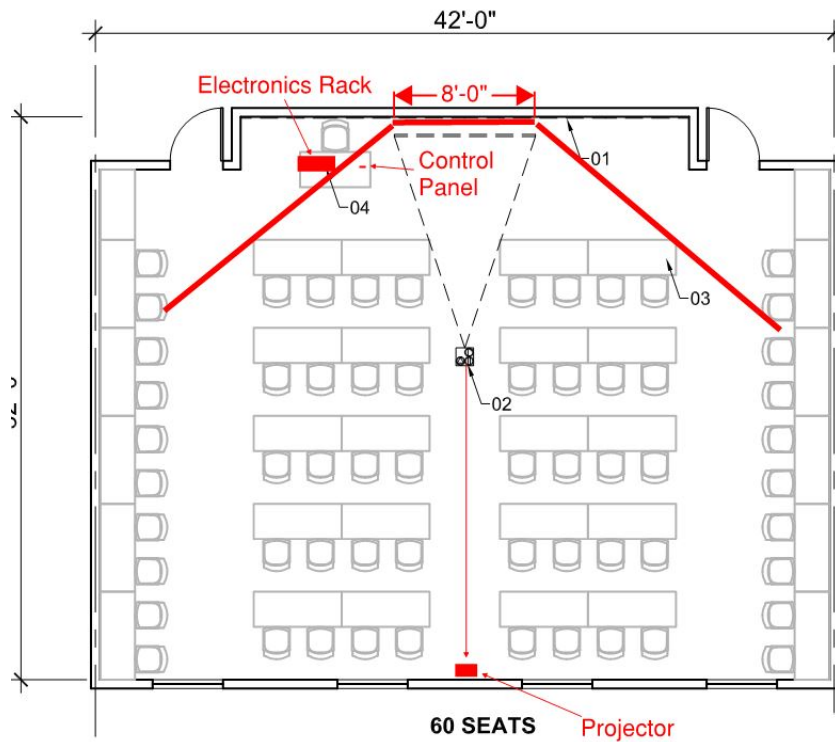 42'-0"
Electronics Rack
8'-0"
01
Control
Panel
04
03
02
60 SEATS
Projector